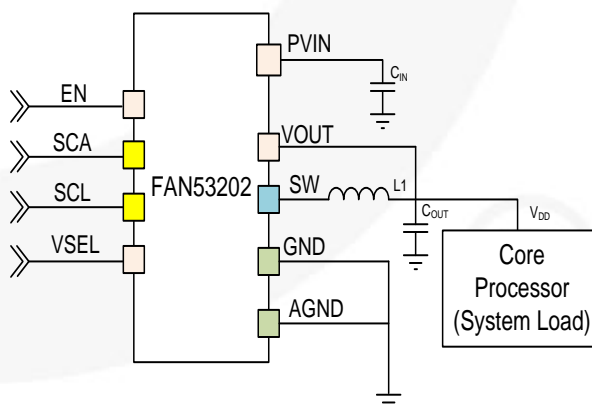 PVIN
CIN
EN
VOUT
SCA
FAN53202
SW
L1
SCL
COUT
VDD
VSEL
GND
Core
Processor
(System Load)
AGND